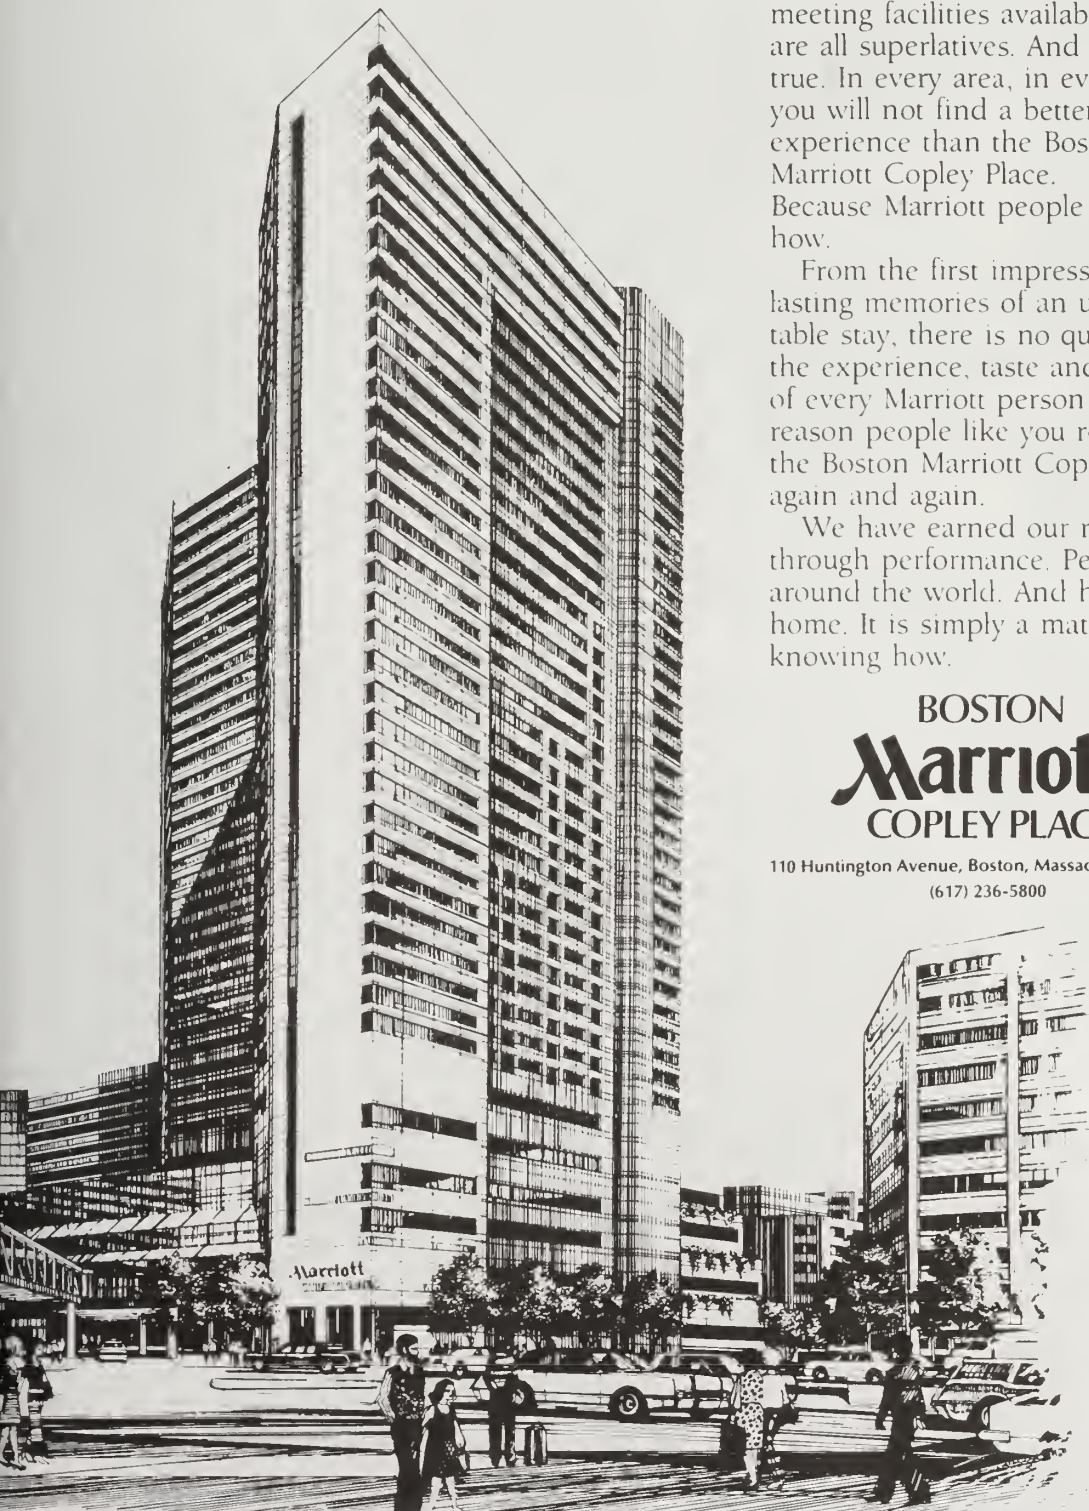 meeting facilities availab
are all superlatives. And
true. In every area, in ev
you will not find a better
experience than the Bos
Marriott Copley Place.
Because Marriott people
how.
From the first impress
lasting memories of an u
table stay, there is no qu
the experience, taste and
of every Marriott person
reason people like you r
the Boston Marriott Cop
again and again.
We have earned our r
through performance. Pe
around the world. And h
home. It is simply a mat
knowing how.
BOSTON
Marriot
COPLEY PLAC
110 Huntington Avenue, Boston, Massac
(617) 236-5800
Marriott